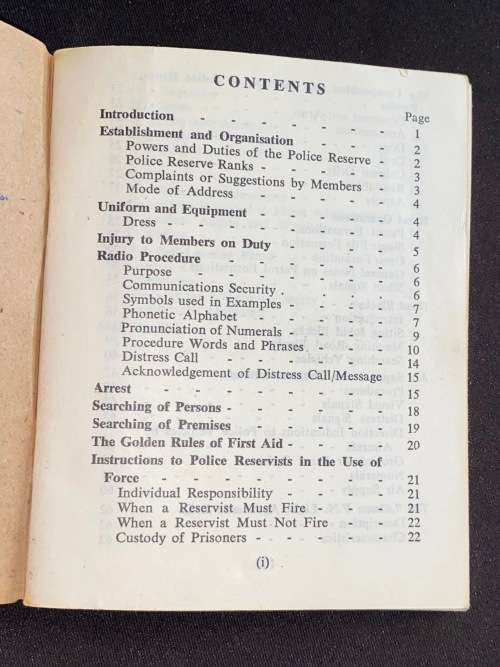 CONTENTS
Page
Introduction - - - - - - - 1
Establishment and Organisation - - - 2
Powers and Duties of the Police Reserve - 2
Police Reserve Ranks - - - - - 3
Complaints or Suggestions by Members - 3
Mode of Address - - - - - 4
Uniform and Equipment - - - - - 4
Dress - - - - - - - - 4
Injury to Members on Duty - - - - 5
Radio Procedure - - - - - - 6
Purpose - - - - - - - 6
Communications Security . . . . 6
Symbols used in Examples - - - - 7
Phonetic Alphabet - - - - - 7
Pronunciation of Numerals - - - - 9
Procedure Words and Phrases - - - 10
Distress Call - - - - - - 14
Acknowledgement of Distress Call/Message 15
Arrest - - - - - - - - 15
Searching of Persons - - - - - - 18
Searching of Premises - - - - - 19
The Golden Rules of First Aid - - - - 20
Instructions to Police Reservists in the Use of
Force - - - - - - - - 21
Individual Responsibility - - - - 21
When a Reservist Must Fire - - - 21
When a Reservist Must Not Fire - - - 22
Custody of Prisoners - - - - - 22
(i)